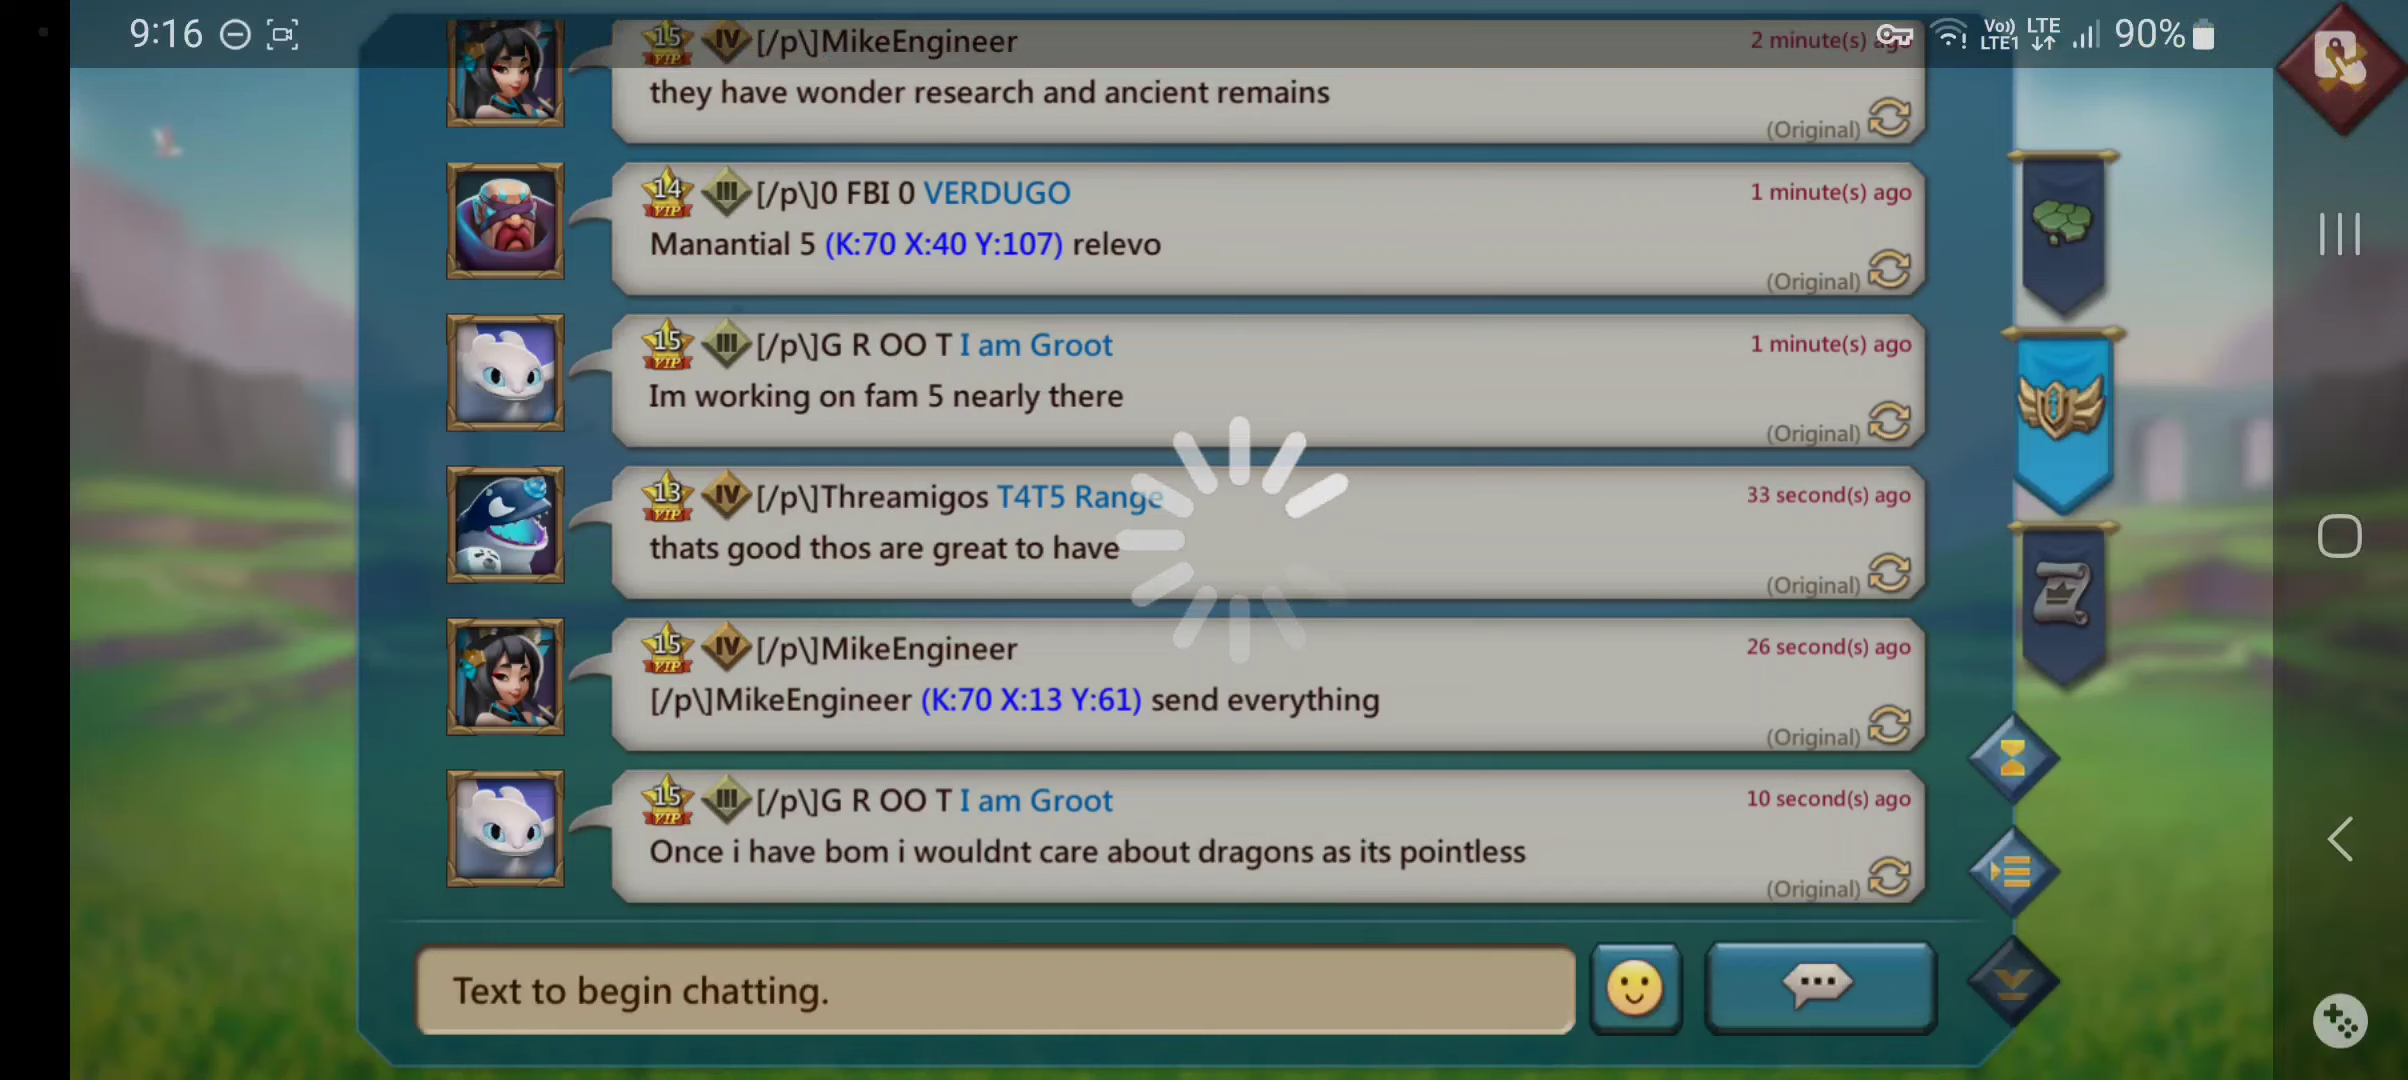 9:16
Vo)) LTE
LTE1
90%
15 VIP IV [/p\]MikeEngineer 2 minute(s) ago
they have wonder research and ancient remains
(Original)
14 VIP III [/p\]0 FBI 0 VERDUGO 1 minute(s) ago
Manantial 5 (K:70 X:40 Y:107) relevo
(Original)
15 VIP III [/p\]G R OO T I am Groot 1 minute(s) ago
Im working on fam 5 nearly there
(Original)
13 VIP IV [/p\]Threamigos T4T5 Range 33 second(s) ago
thats good thos are great to have
(Original)
15 VIP IV [/p\]MikeEngineer 26 second(s) ago
[/p\]MikeEngineer (K:70 X:13 Y:61) send everything
(Original)
15 VIP III [/p\]G R OO T I am Groot 10 second(s) ago
Once i have bom i wouldnt care about dragons as its pointless
(Original)
Text to begin chatting.